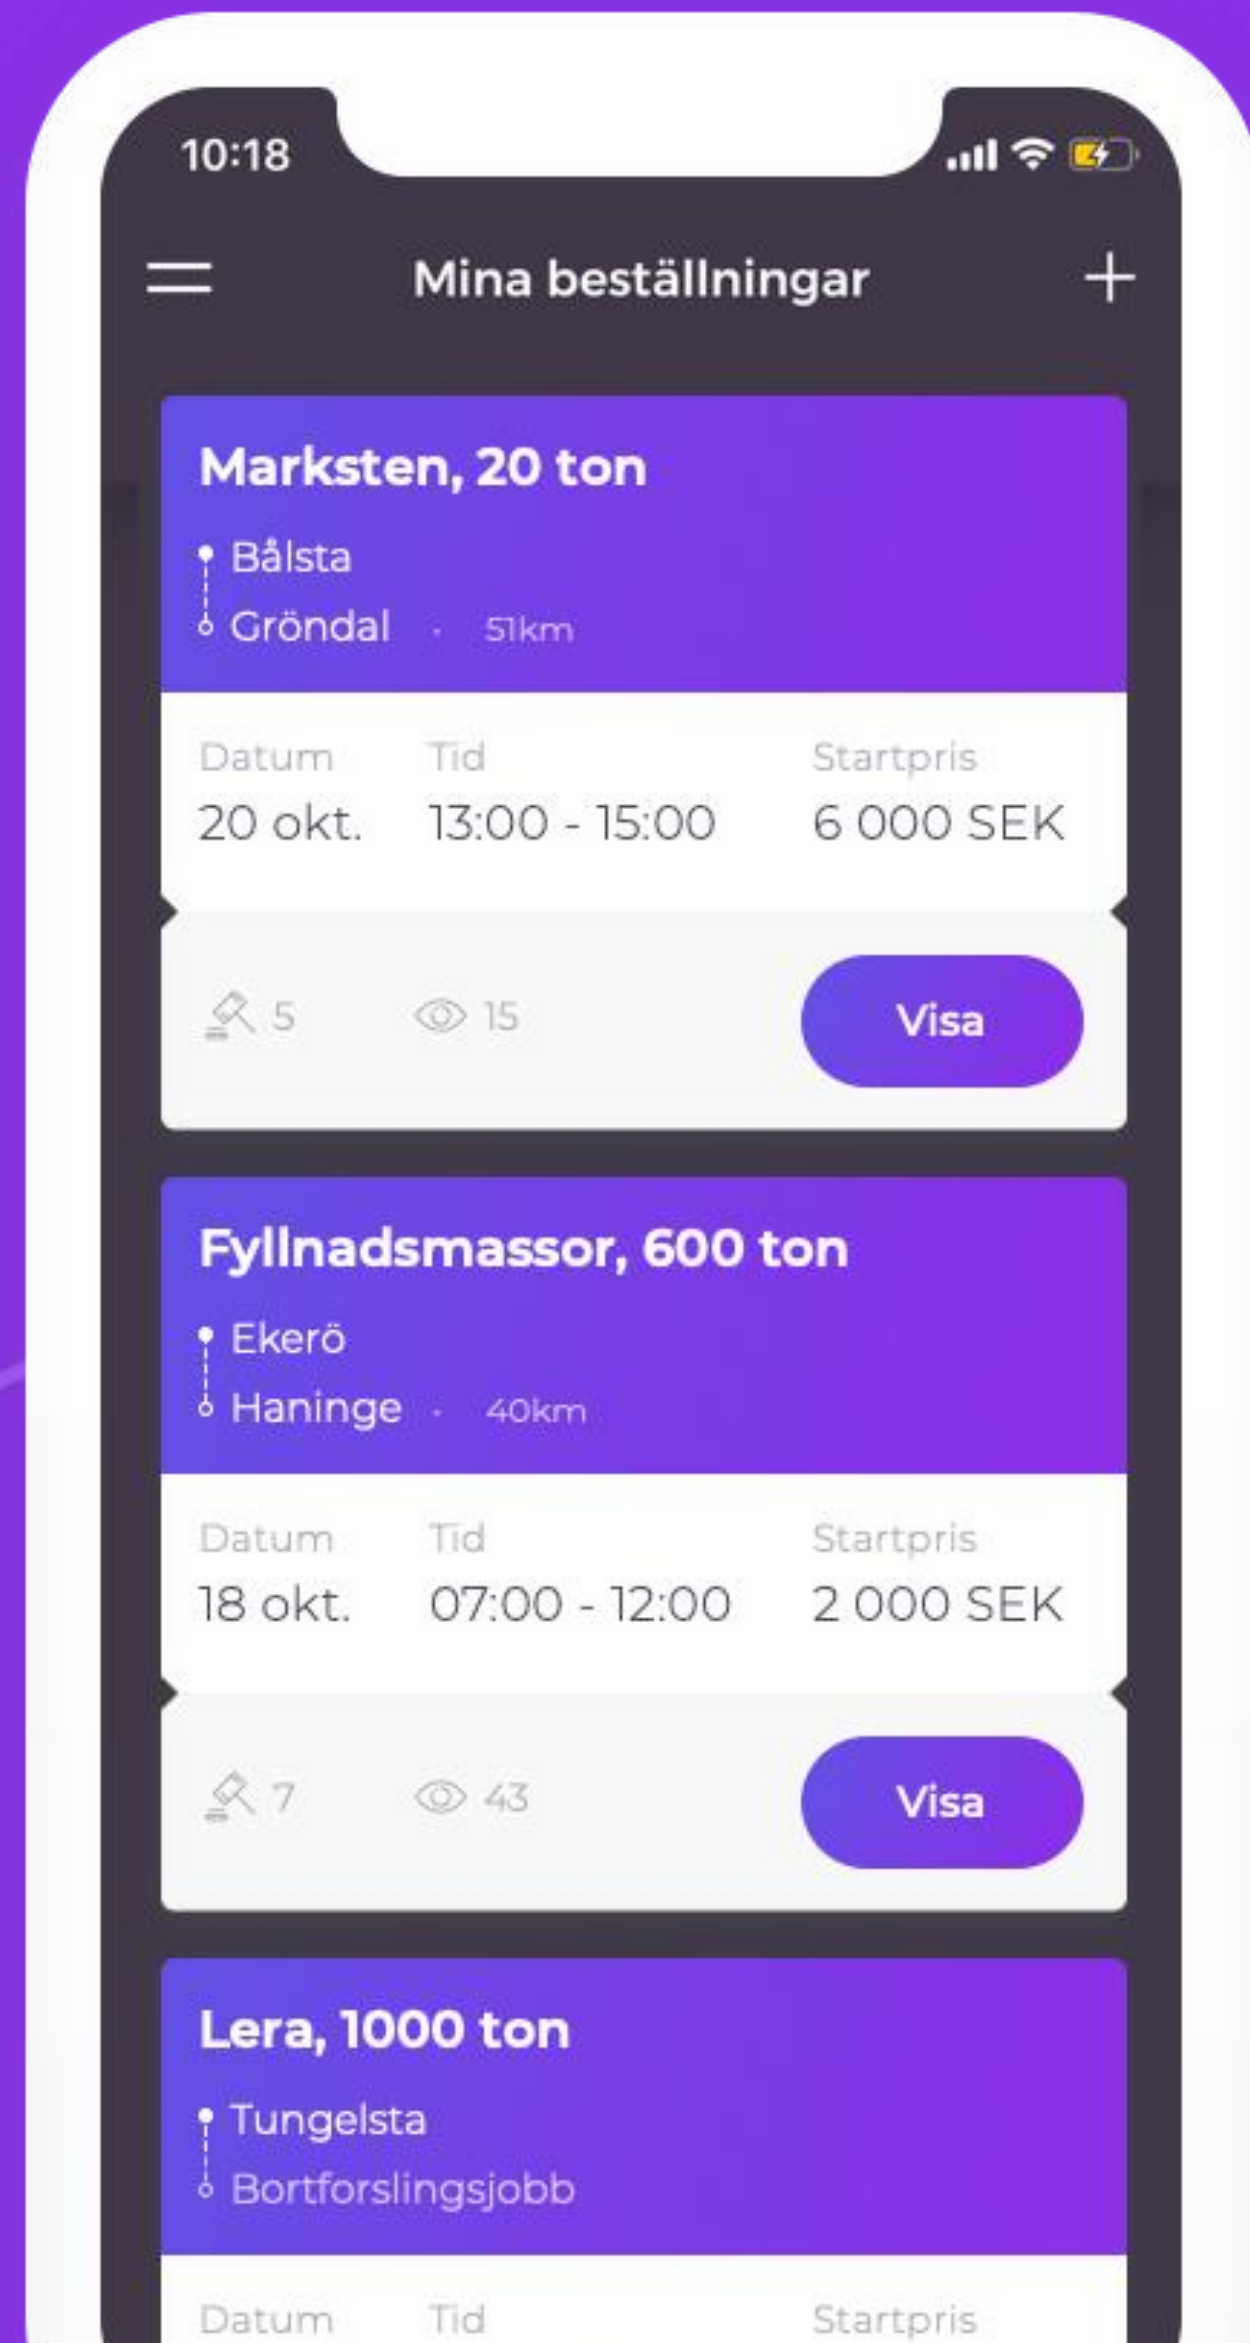 10:18
Mina beställningar
Marksten, 20 ton
Bålsta
Gröndal · 51km
Datum Tid Startpris
20 okt. 13:00 - 15:00 6 000 SEK
5 15 Visa
Fyllnadsmassor, 600 ton
Ekerö
Haninge · 40km
Datum Tid Startpris
18 okt. 07:00 - 12:00 2 000 SEK
7 43 Visa
Lera, 1000 ton
Tungelsta
Bortforslingsjobb
Datum Tid Startpris